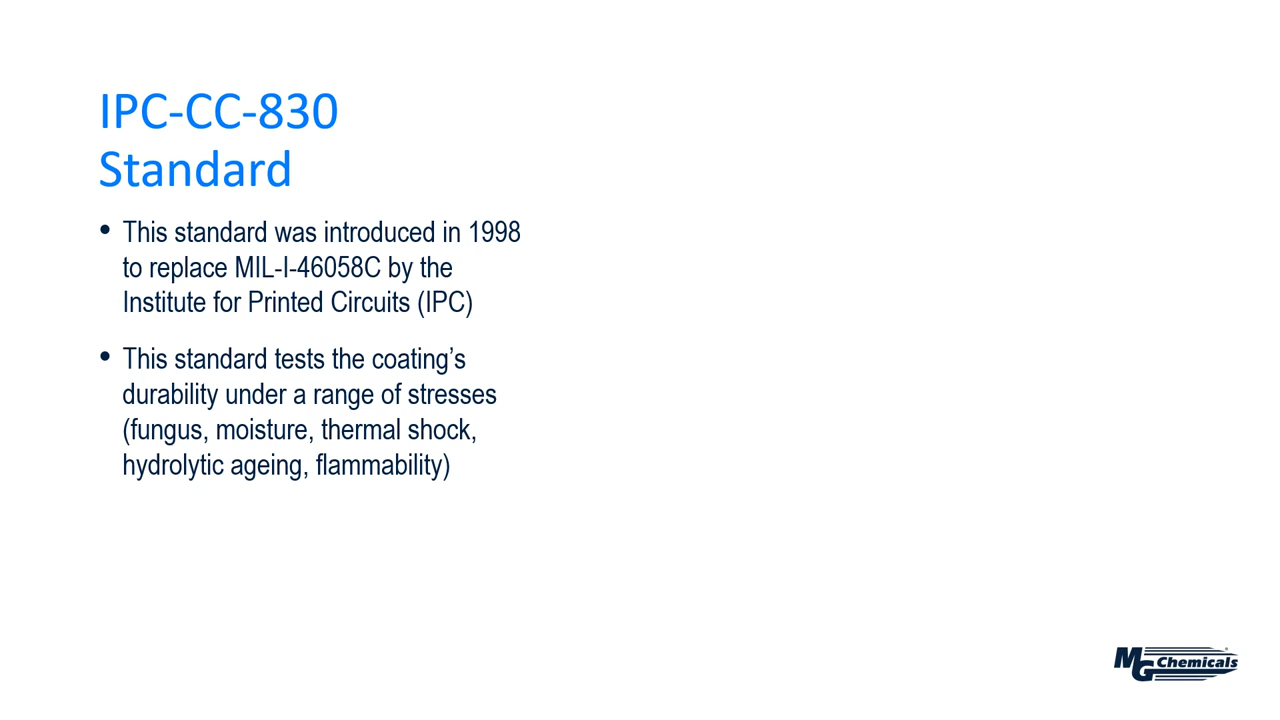 IPC-CC-830
Standard
• This standard was introduced in 1998
to replace MIL-I-46058C by the
Institute for Printed Circuits (IPC)
• This standard tests the coating’s
durability under a range of stresses
(fungus, moisture, thermal shock,
hydrolytic ageing, flammability)
MG Chemicals